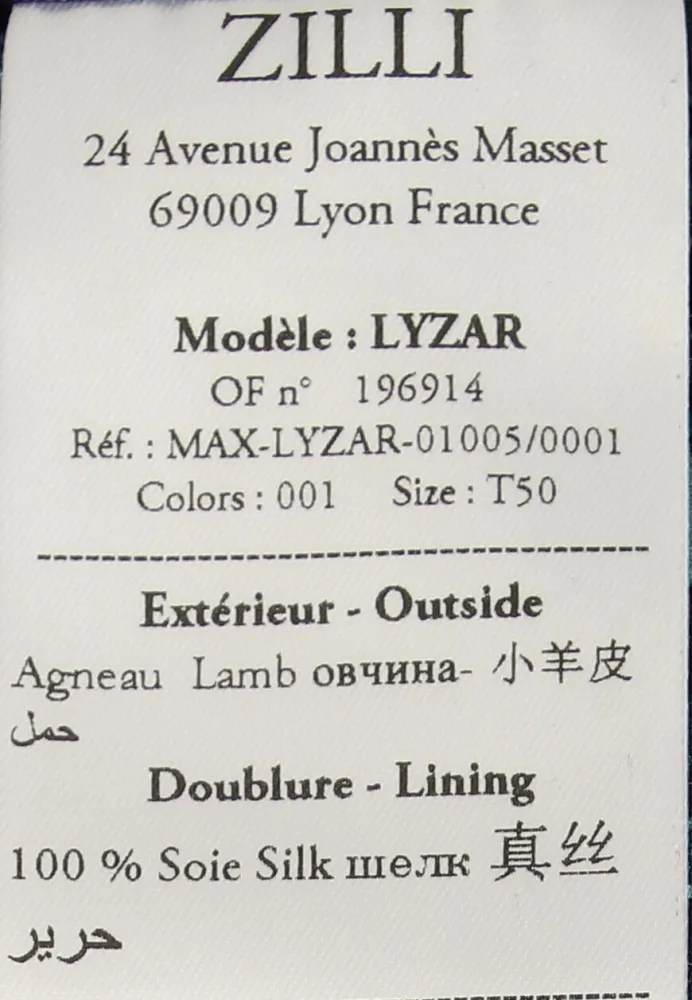 ZILLI
24 Avenue Joannès Masset
69009 Lyon France
Modèle : LYZAR
OF n° 196914
Réf. : MAX-LYZAR-01005/0001
Colors : 001 Size : T50
Extérieur - Outside
Agneau Lamb овчина- 小羊皮
حمل
Doublure - Lining
100 % Soie Silk шелк 真丝
حرير